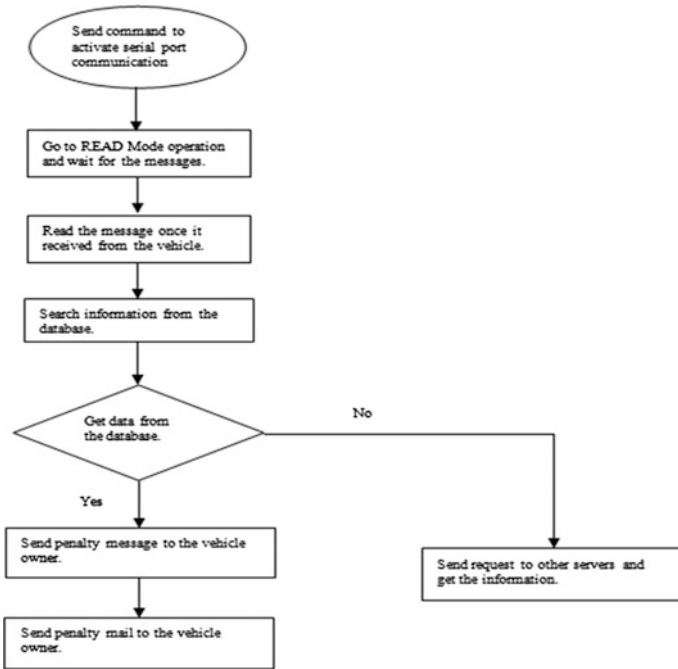 Send command to
activate serial port
communication
Go to READ Mode operation
and wait for the messages.
Read the message once it
received from the vehicle.
Search information from the
database.
Get data from
the database.
No
Yes
Send penalty message to the vehicle
owner.
Send request to other servers and
get the information.
Send penalty mail to the vehicle
owner.